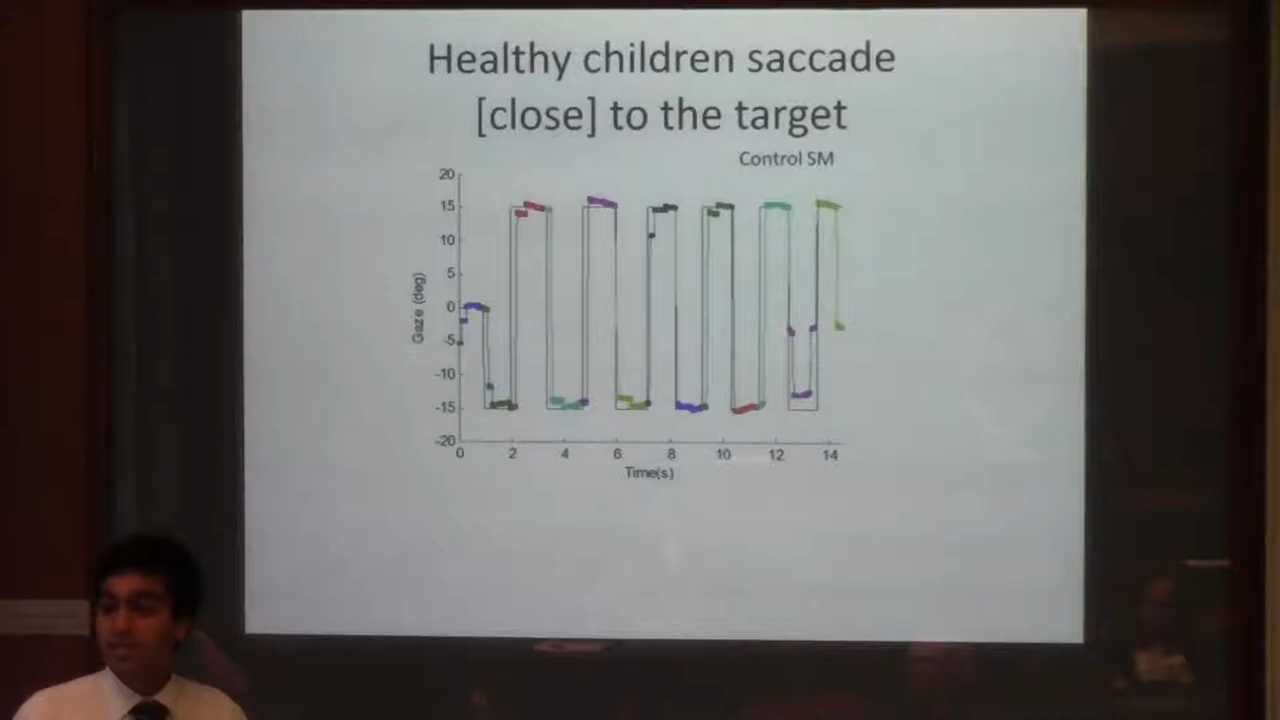 Healthy children saccade
[close] to the target
Control SM
20
15
10
5
0
-5
-10
-15
-20
Gaze (deg)
0 2 4 6 8 10 12 14
Time(s)